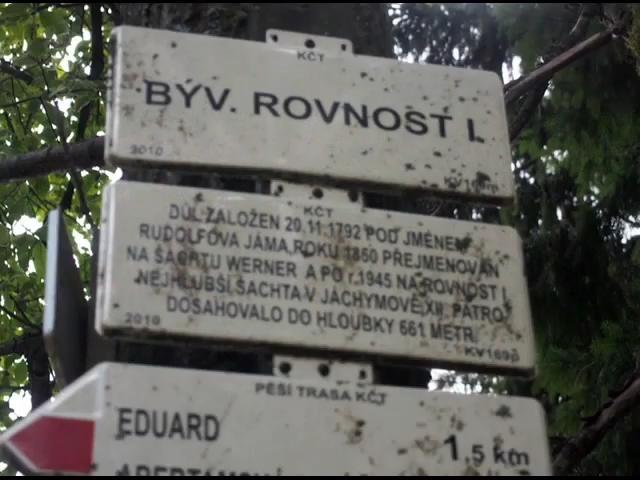 KČT
BÝV. ROVNOST I.
2010
KČT
DŮL ZALOŽEN 20.11.1792 POD JMÉNEM
RUDOLFOVA JÁMA,ROKU 1850 PŘEJMENOVÁN
NA ŠACHTU WERNER A PO r.1945 NA ROVNOST I.
NEJHLUBŠÍ ŠACHTA V JÁCHYMOVĚ,XII. PATRO
DOSAHOVALO DO HLOUBKY 661 METRŮ.
2010
PĚŠÍ TRASA KČT
EDUARD 1,5 km